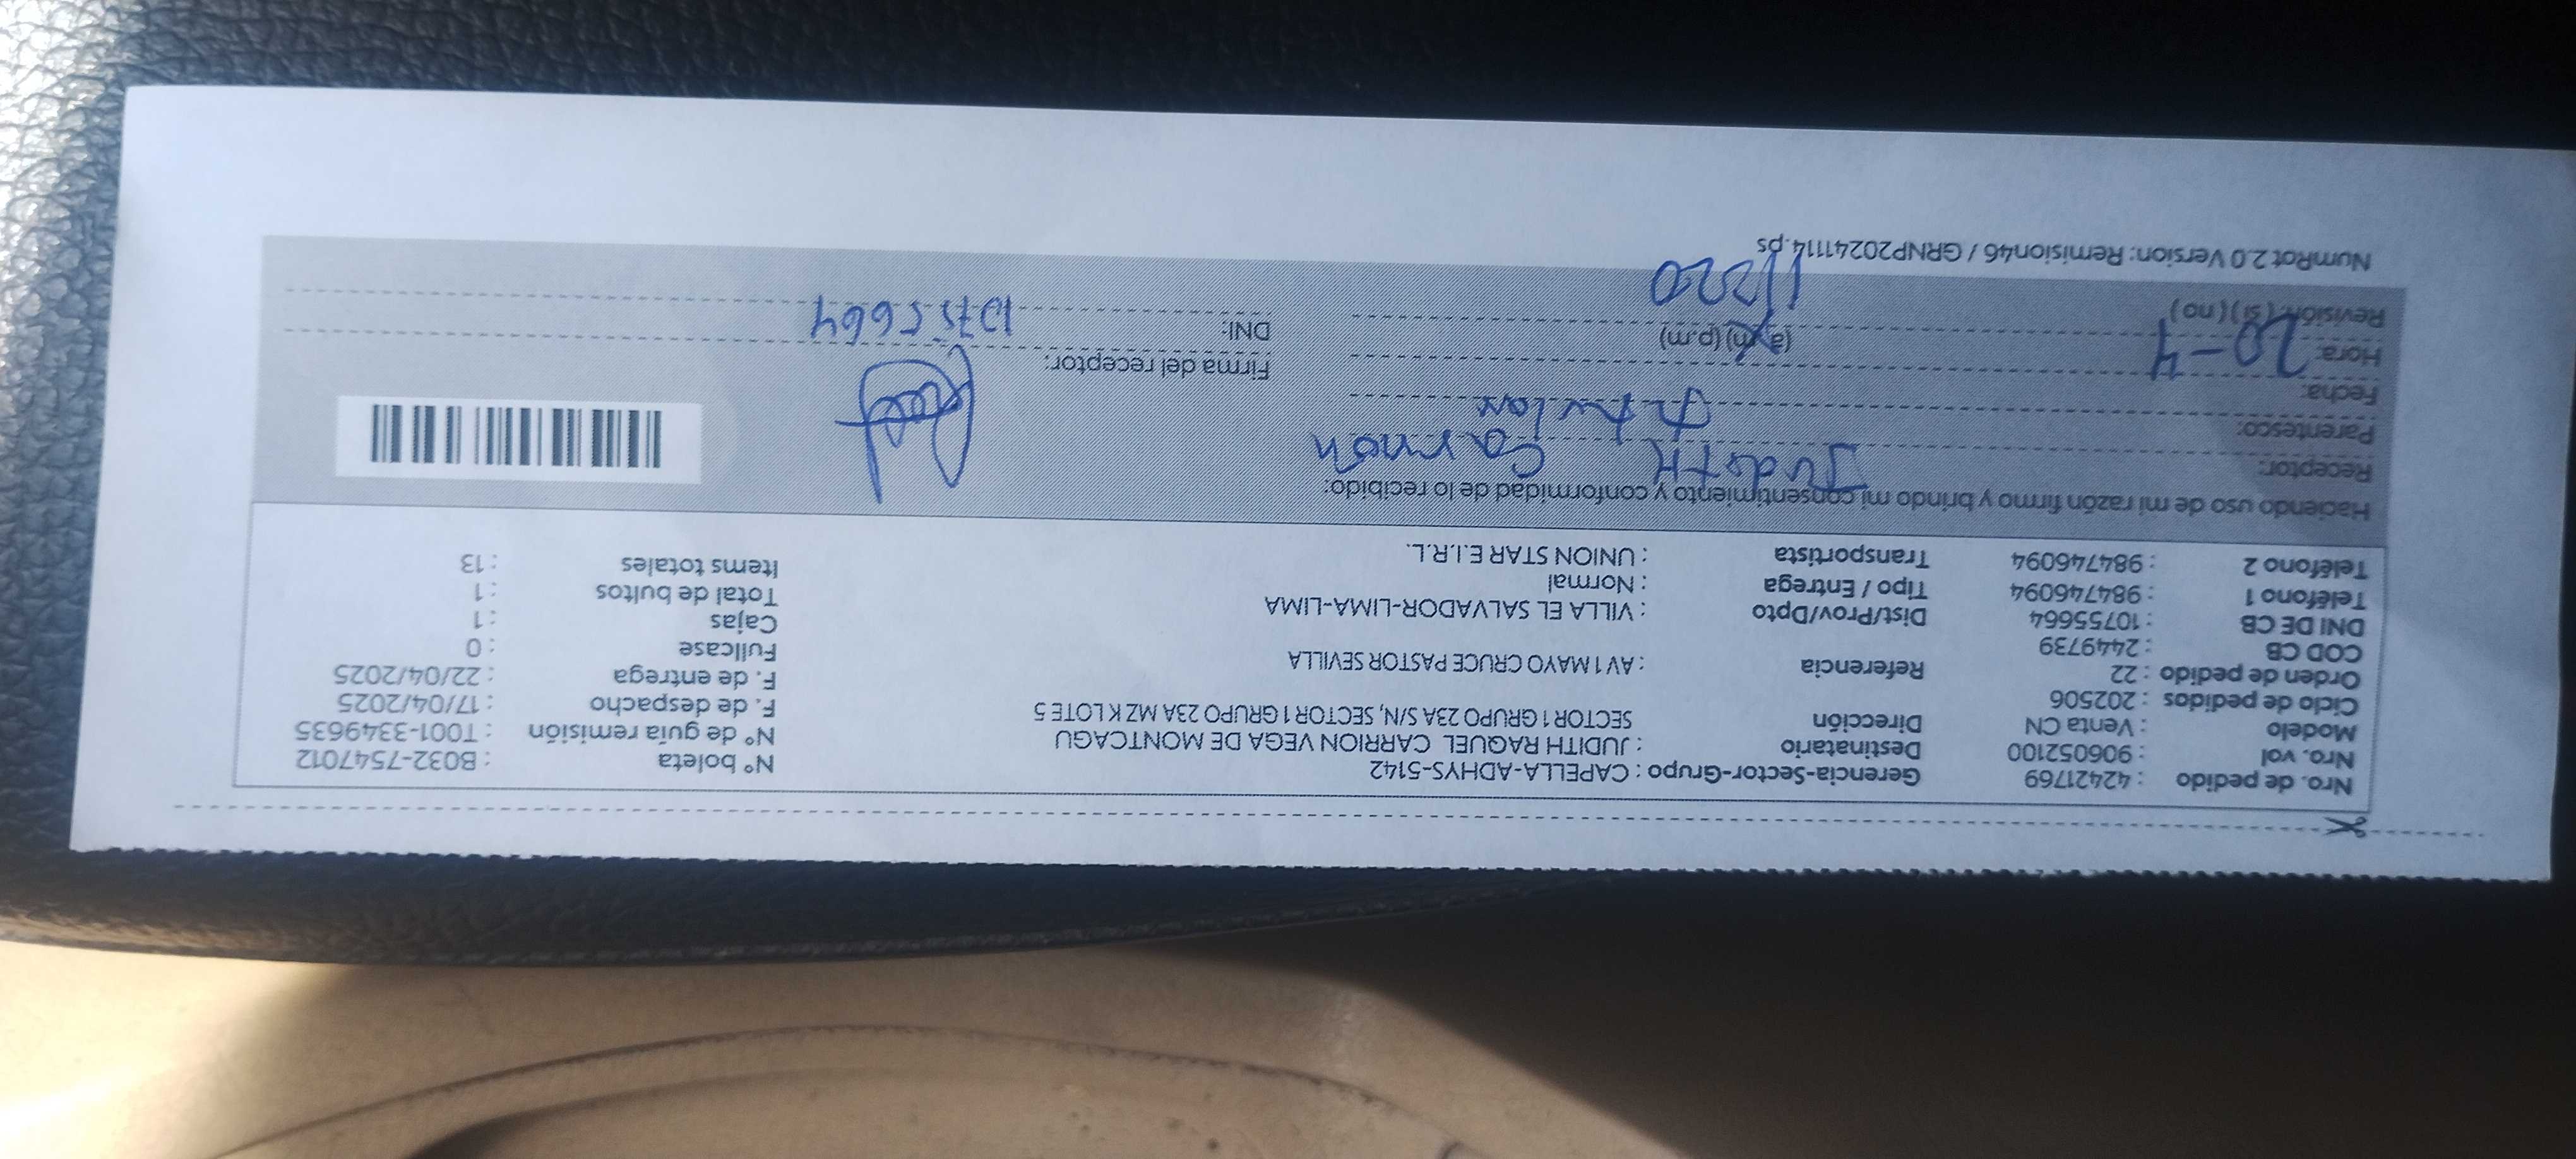 Nro. de pedido : 42421769 Gerencia-Sector-Grupo : CAPELLA-ADHYS-5142 N° boleta : B032-7547012
Nro. vol : 906052100 Destinatario : JUDITH RAQUEL CARRION VEGA DE MONTCAGU N° de guía remisión : T001-3349635
Modelo : Venta CN Dirección SECTOR 1 GRUPO 23A S/N, SECTOR 1 GRUPO 23A MZ K LOTE 5 F. de despacho : 17/04/2025
Ciclo de pedidos : 202506 F. de entrega : 22/04/2025
Orden de pedido : 22 Referencia : AV 1 MAYO CRUCE PASTOR SEVILLA Fullcase : 0
COD CB : 2449739 Cajas : 1
DNI DE CB : 10755664 Dist/Prov/Dpto : VILLA EL SALVADOR-LIMA-LIMA Total de bultos : 1
Teléfono 1 : 984746094 Tipo / Entrega : Normal Items totales : 13
Teléfono 2 : 984746094 Transportista : UNION STAR E.I.R.L.
Haciendo uso de mi razón firmo y brindo mi consentimiento y conformidad de lo recibido:
Receptor: Judith
Parentesco: titular
Fecha: 20-4 Firma del receptor:
Hora: (a.m) (p.m) DNI: 10755664
Revisión: (si) (no)
NumRot 2.0 Version: Remision46 / GRNP20241114.ps